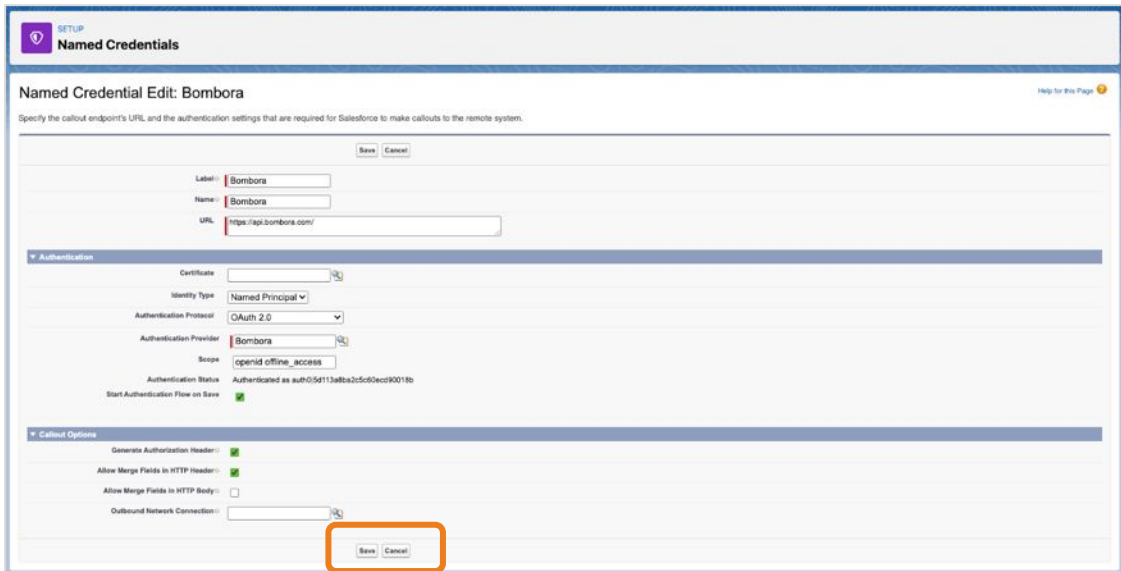 SETUP
Named Credentials
Named Credential Edit: Bombora
Help for this Page
Specify the callout endpoint's URL and the authentication settings that are required for Salesforce to make callouts to the remote system.
Save Cancel
Label Bombora
Name Bombora
URL https://api.bombora.com/
Authentication
Certificate
Identity Type Named Principal
Authentication Protocol OAuth 2.0
Authentication Provider Bombora
Scope openid offline_access
Authentication Status Authenticated as auth0|5d113a8ba2c5c60ecd90018b
Start Authentication Flow on Save
Callout Options
Generate Authorization Header
Allow Merge Fields in HTTP Header
Allow Merge Fields in HTTP Body
Outbound Network Connection
Save Cancel